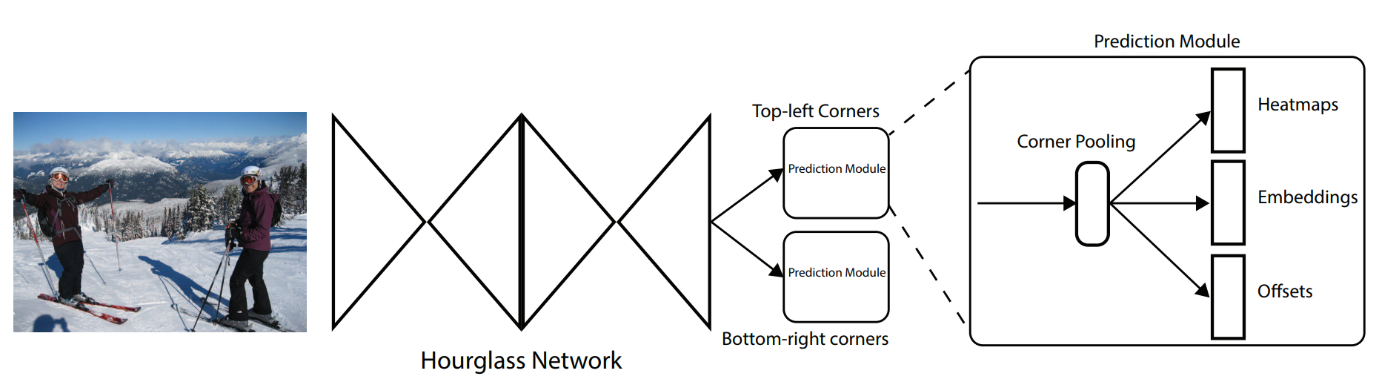 Prediction Module
Top-left Corners
Heatmaps
Corner Pooling
Prediction Module
Embeddings
Prediction Module
Offsets
Bottom-right corners
Hourglass Network